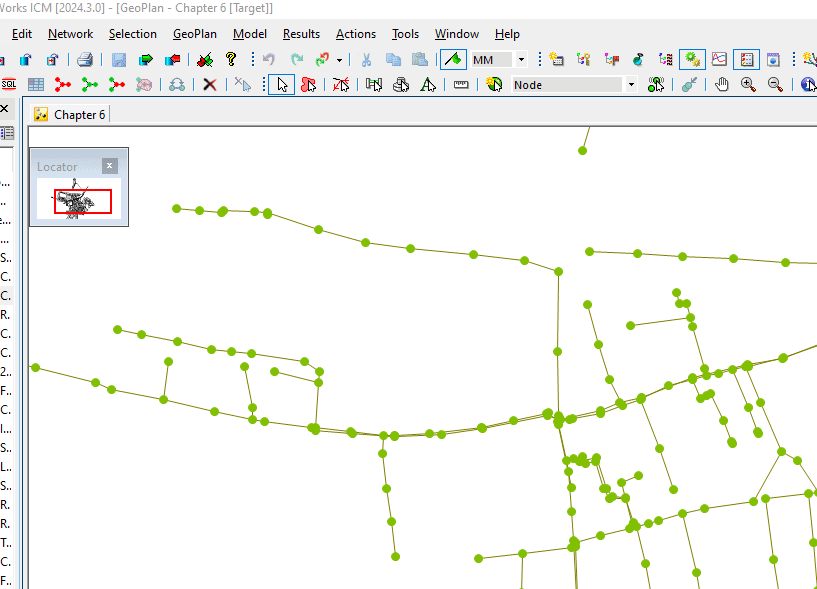 Works ICM [2024.3.0] - [GeoPlan - Chapter 6 [Target]]
Edit Network Selection GeoPlan Model Results Actions Tools Window Help
MM
SQL Node
Chapter 6
Locator
...
..
e...
...
S..
C.
C.
R.
C.
C.
2..
F..
C.
I...
S..
L..
S..
R.
R.
T..
C.
F..